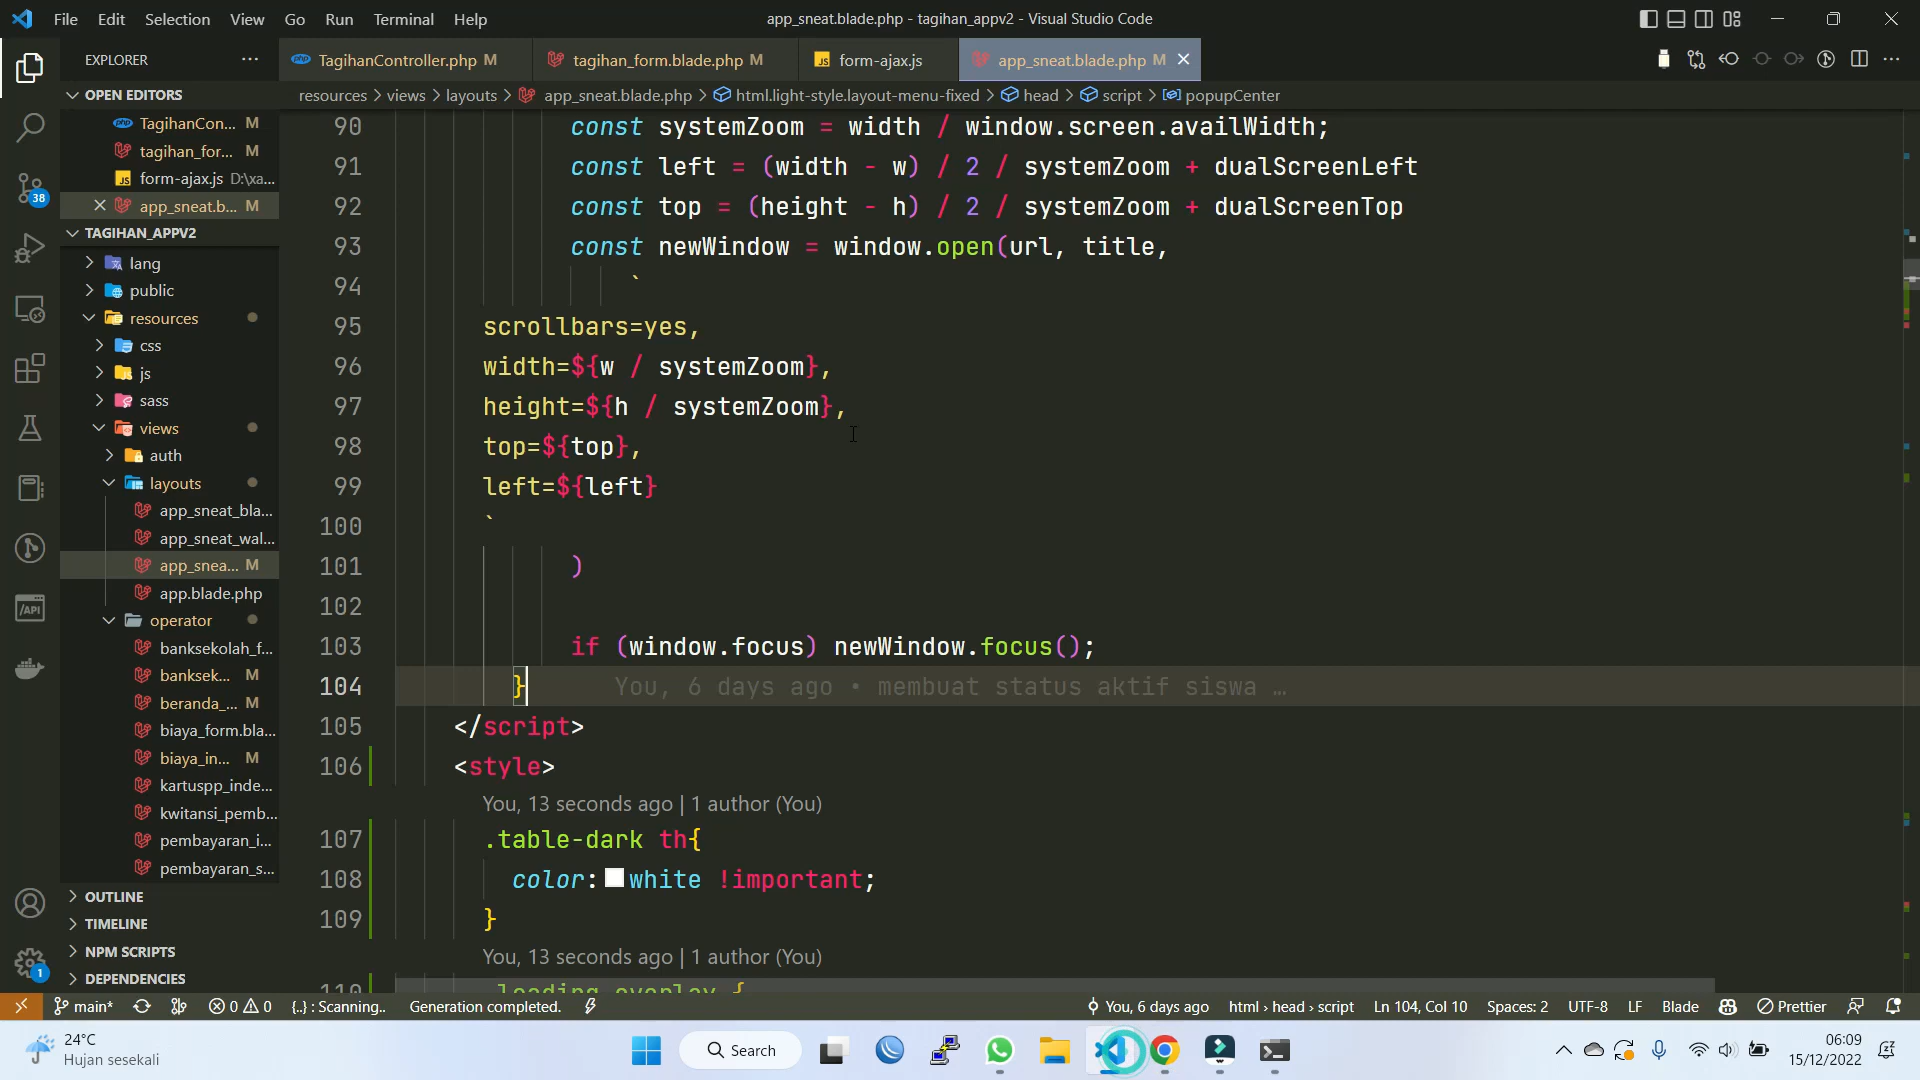 File Edit Selection View Go Run Terminal Help
app_sneat.blade.php - tagihan_appv2 - Visual Studio Code
EXPLORER
TagihanController.php M
tagihan_form.blade.php M
form-ajax.js
app_sneat.blade.php M
OPEN EDITORS
TagihanCon... M
tagihan_for... M
form-ajax.js D:\xa...
app_sneat.b... M
TAGIHAN_APPV2
lang
public
resources
css
js
sass
views
auth
layouts
app_sneat_bla...
app_sneat_wal...
app_snea... M
app.blade.php
operator
banksekolah_f...
banksek... M
beranda_... M
biaya_form.bla...
biaya_in... M
kartuspp_inde...
kwitansi_pemb...
pembayaran_i...
pembayaran_s...
OUTLINE
TIMELINE
NPM SCRIPTS
DEPENDENCIES
38
1
resources > views > layouts > app_sneat.blade.php > html.light-style.layout-menu-fixed > head > script > popupCenter
90 const systemZoom = width / window.screen.availWidth;
91 const left = (width - w) / 2 / systemZoom + dualScreenLeft
92 const top = (height - h) / 2 / systemZoom + dualScreenTop
93 const newWindow = window.open(url, title,
94 `
95 scrollbars=yes,
96 width=${w / systemZoom},
97 height=${h / systemZoom},
98 top=${top},
99 left=${left}
100 `
101 )
102
103 if (window.focus) newWindow.focus();
104 } You, 6 days ago • membuat status aktif siswa …
105 </script>
106 <style>
You, 13 seconds ago | 1 author (You)
107 .table-dark th{
108 color: white !important;
109 }
You, 13 seconds ago | 1 author (You)
110 .loading-overlay {
main* 0 0 {..} : Scanning.. Generation completed.
You, 6 days ago html > head > script Ln 104, Col 10 Spaces: 2 UTF-8 LF Blade Prettier
24°C
Hujan sesekali
Search
06:09
15/12/2022